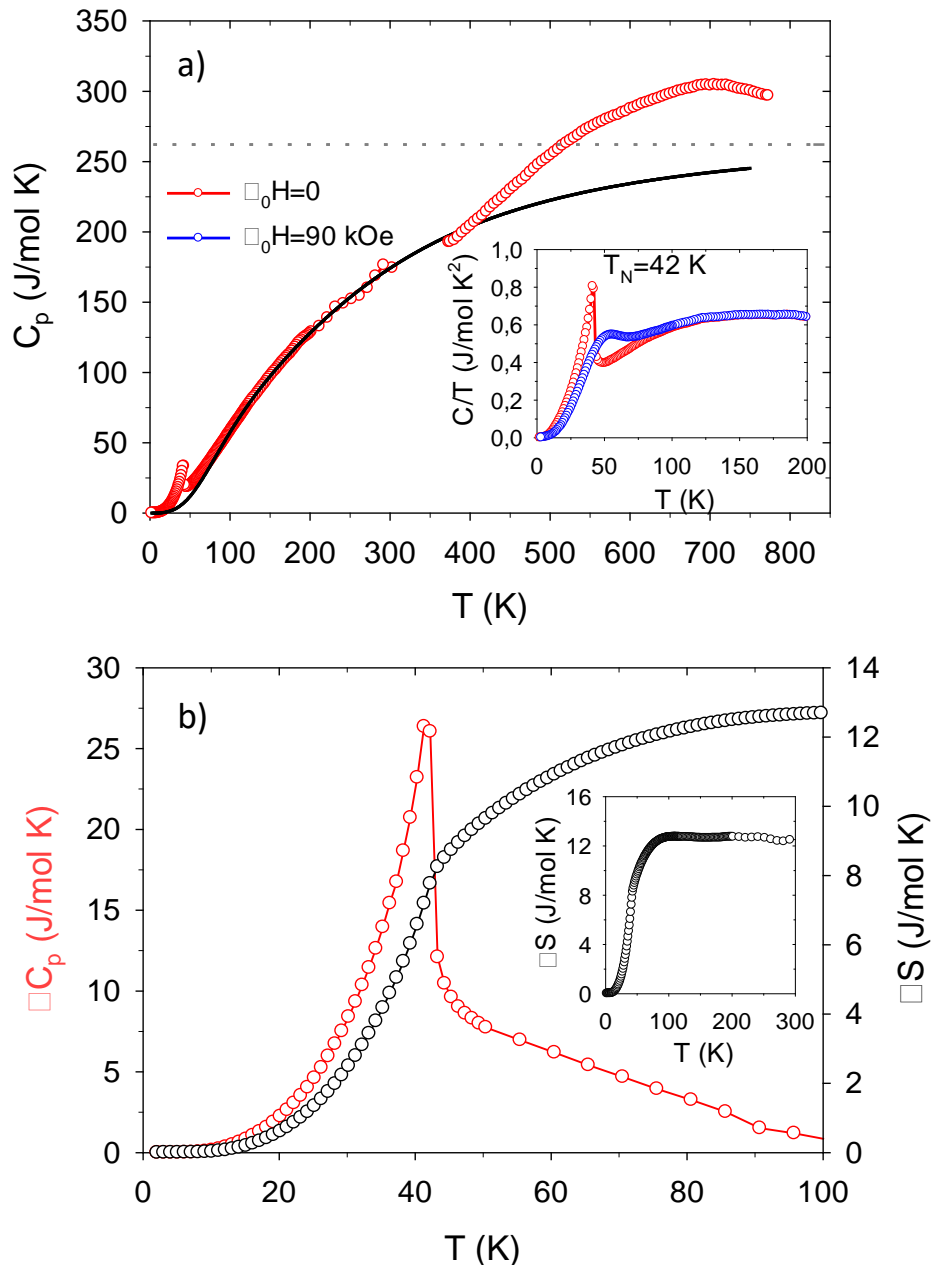 350
300
250
200
150
100
50
0
C_p (J/mol K)
a)
□₀H=0
□₀H=90 kOe
0 100 200 300 400 500 600 700 800
T (K)
1,0
0,8
0,6
0,4
0,2
0,0
C/T (J/mol K²)
T_N=42 K
0 50 100 150 200
T (K)
30
25
20
15
10
5
0
□C_p (J/mol K)
b)
14
12
10
8
6
4
2
0
□S (J/mol K)
16
12
8
4
0
□S (J/mol K)
0 100 200 300
T (K)
0 20 40 60 80 100
T (K)